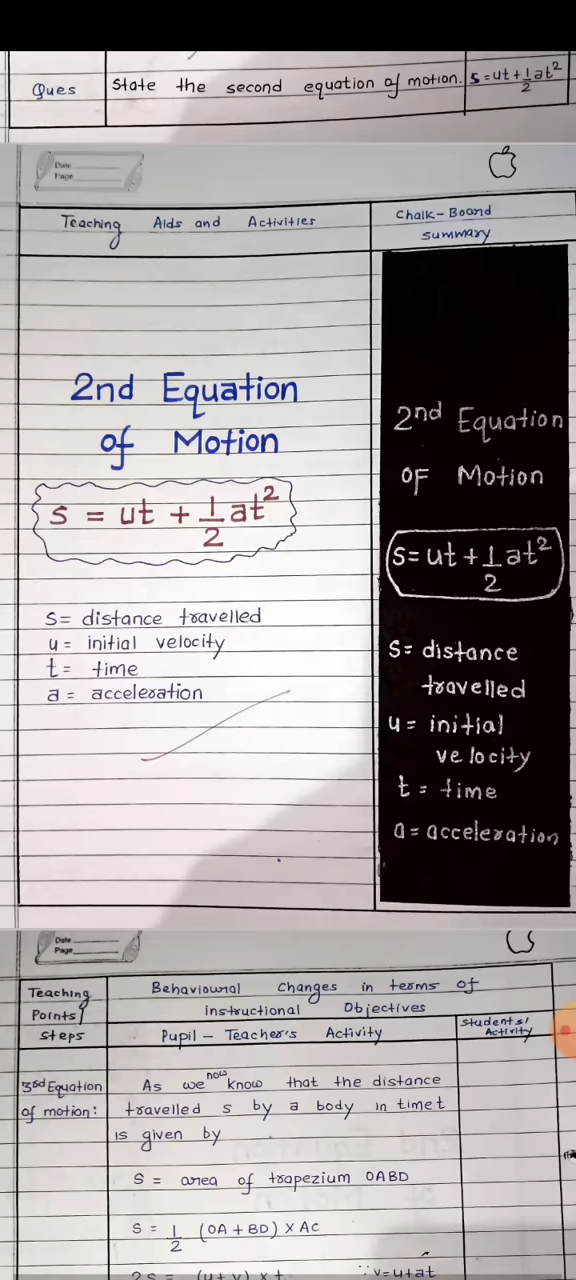 Ques State the second equation of motion. s = ut + 1/2 at²
Date
Page
Teaching Aids and Activities
Chalk-Board
summary
2nd Equation
of Motion
s = ut + 1/2 at²
s = distance travelled
u = initial velocity
t = time
a = acceleration
2nd Equation
OF Motion
s = ut + 1/2 at²
s = distance
travelled
u = initial
velocity
t = time
a = acceleration
Date
Page
Teaching
Points/
Steps
Behavioural Changes in terms of
instructional Objectives
Pupil - Teacher's Activity
Students'
Activity
3rd Equation
of motion:
As we now know that the distance
travelled s by a body in time t
is given by
s = area of trapezium OABD
s = 1/2 (OA + BD) × AC
2s = (u + v) × t ∵ v = u + at